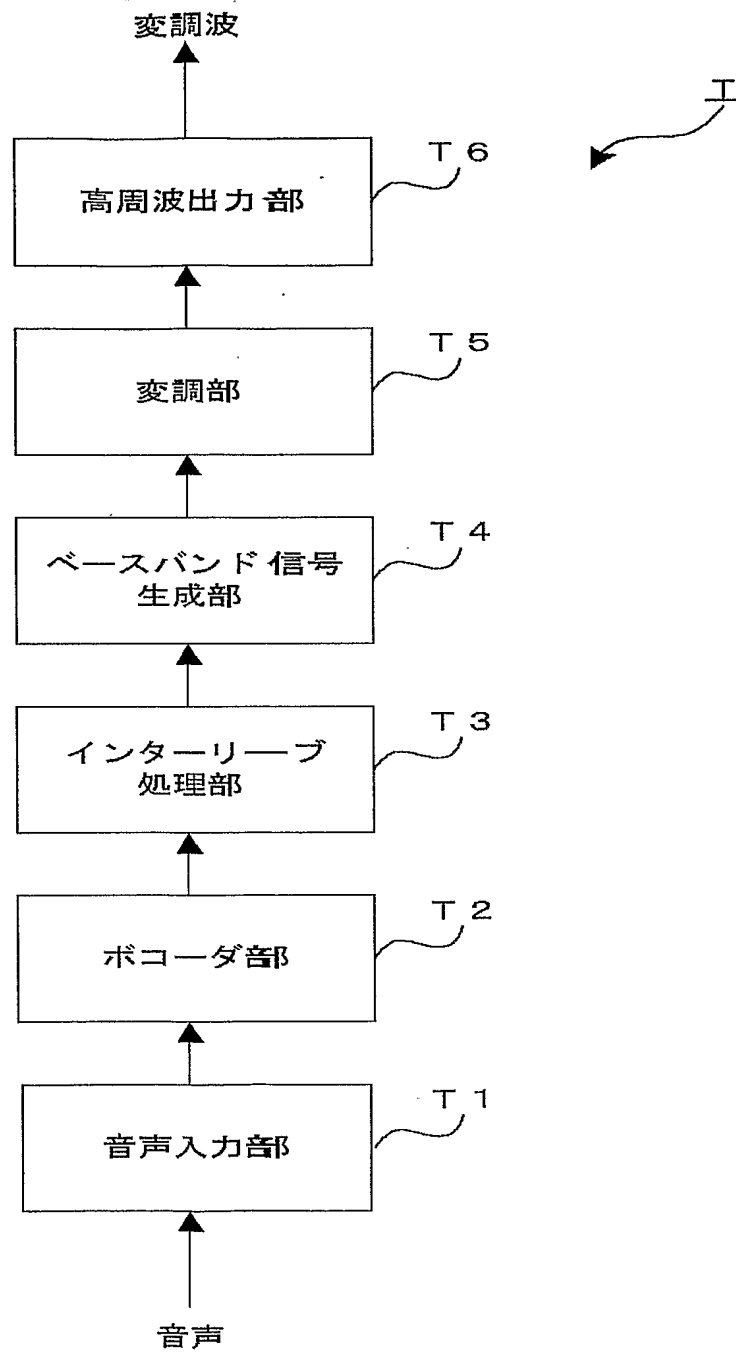 変調波
T
高周波出力部
T6
変調部
T5
ベースバンド信号
生成部
T4
インターリーブ
処理部
T3
ボコーダ部
T2
音声入力部
T1
音声